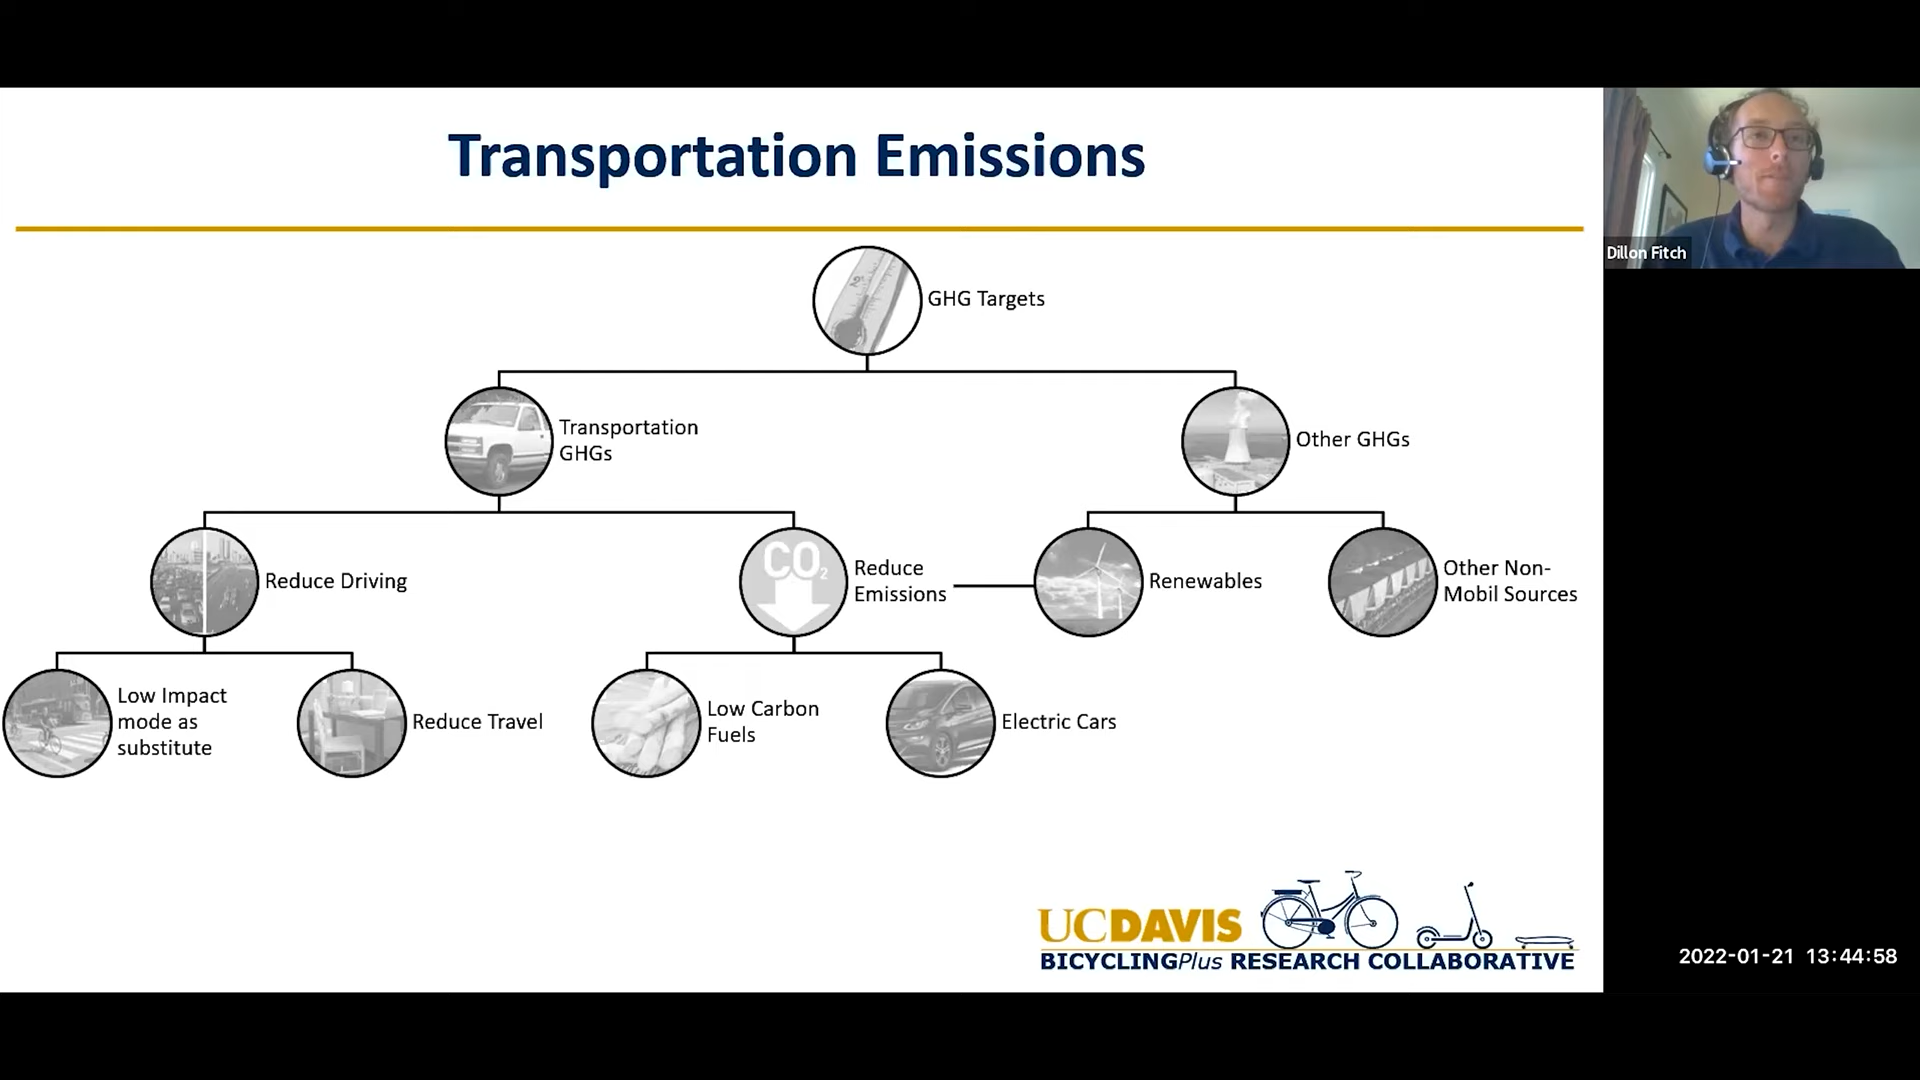 Transportation Emissions
Dillon Fitch
GHG Targets
Transportation
GHGs
Other GHGs
Reduce Driving
CO2
Reduce
Emissions
Renewables
Other Non-
Mobil Sources
Low Impact
mode as
substitute
Reduce Travel
Low Carbon
Fuels
Electric Cars
UCDAVIS
BICYCLINGPlus RESEARCH COLLABORATIVE
2022-01-21 13:44:58